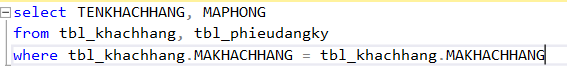 select TENKHACHHANG, MAPHONG
from tbl_khachhang, tbl_phieudangky
where tbl_khachhang.MAKHACHHANG = tbl_khachhang.MAKHACHHANG